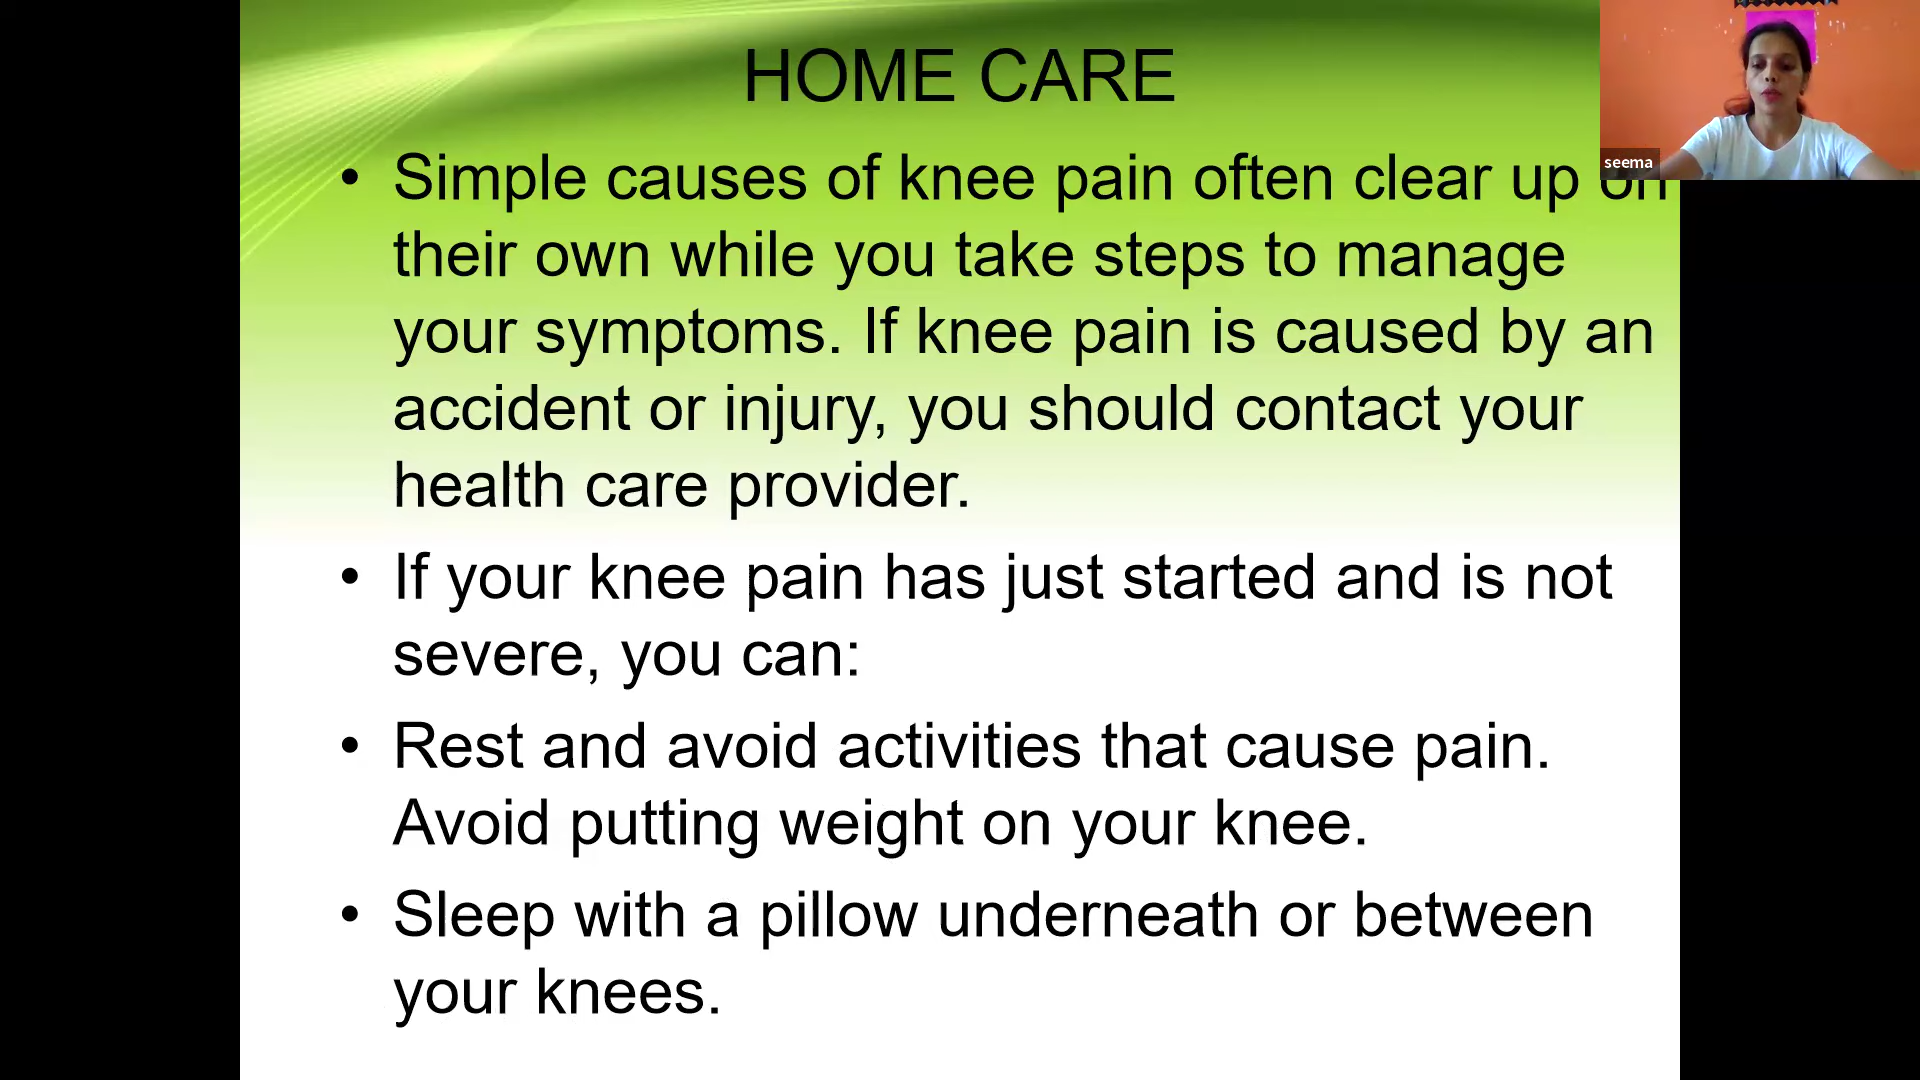 HOME CARE
seema
• Simple causes of knee pain often clear up on
their own while you take steps to manage
your symptoms. If knee pain is caused by an
accident or injury, you should contact your
health care provider.
• If your knee pain has just started and is not
severe, you can:
• Rest and avoid activities that cause pain.
Avoid putting weight on your knee.
• Sleep with a pillow underneath or between
your knees.